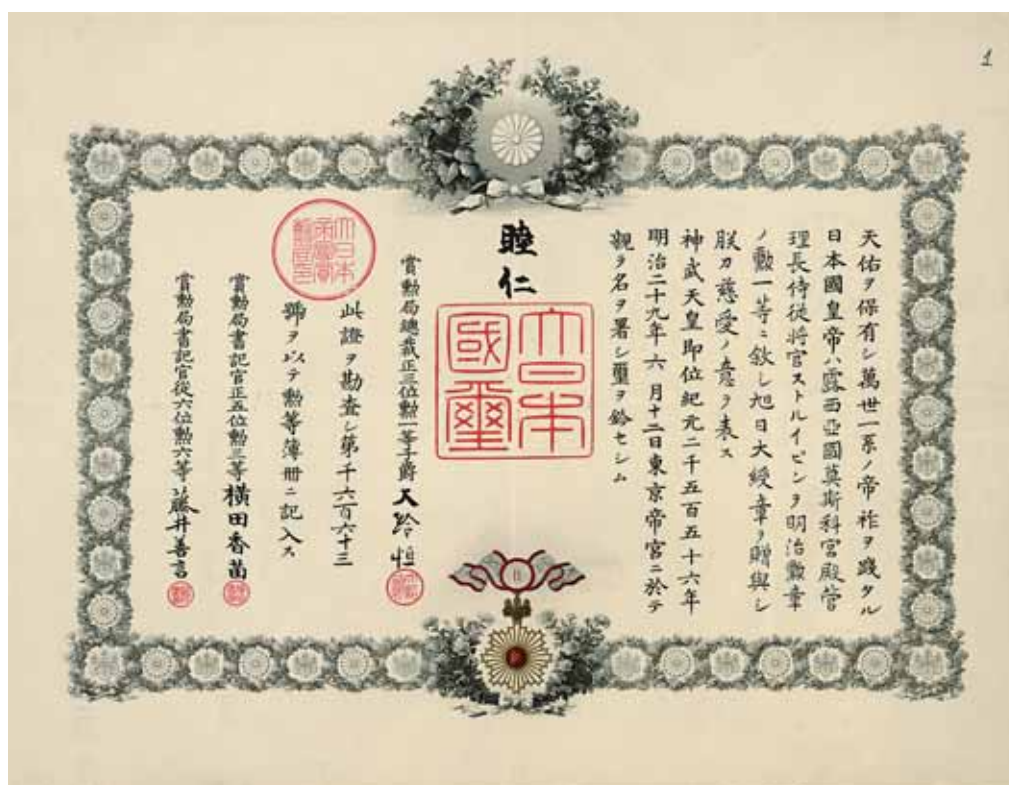 1
天佑ヲ保有シ萬世一系ノ帝祚ヲ踐タル
日本國皇帝ハ露西亞國莫斯科宮殿管
理長侍従將官ストルイピンヲ明治勲章
ノ勲一等ニ敘シ旭日大綬章ヲ贈與シ
朕カ慈愛ノ意ヲ表ス
神武天皇即位紀元二千五百五十六年
明治二十九年六月十二日東京帝宮ニ於テ
親ラ名ヲ署シ璽ヲ鈐セシム
睦仁
大日本國璽
賞勲局總裁正三位勲一等子爵大給恒
此證ヲ勘査シ第千六百六十三
號ヲ以テ勲等簿冊ニ記入ス
賞勲局書記官正五位勲三等横田香苗
賞勲局書記官従六位勲六等藤井善言